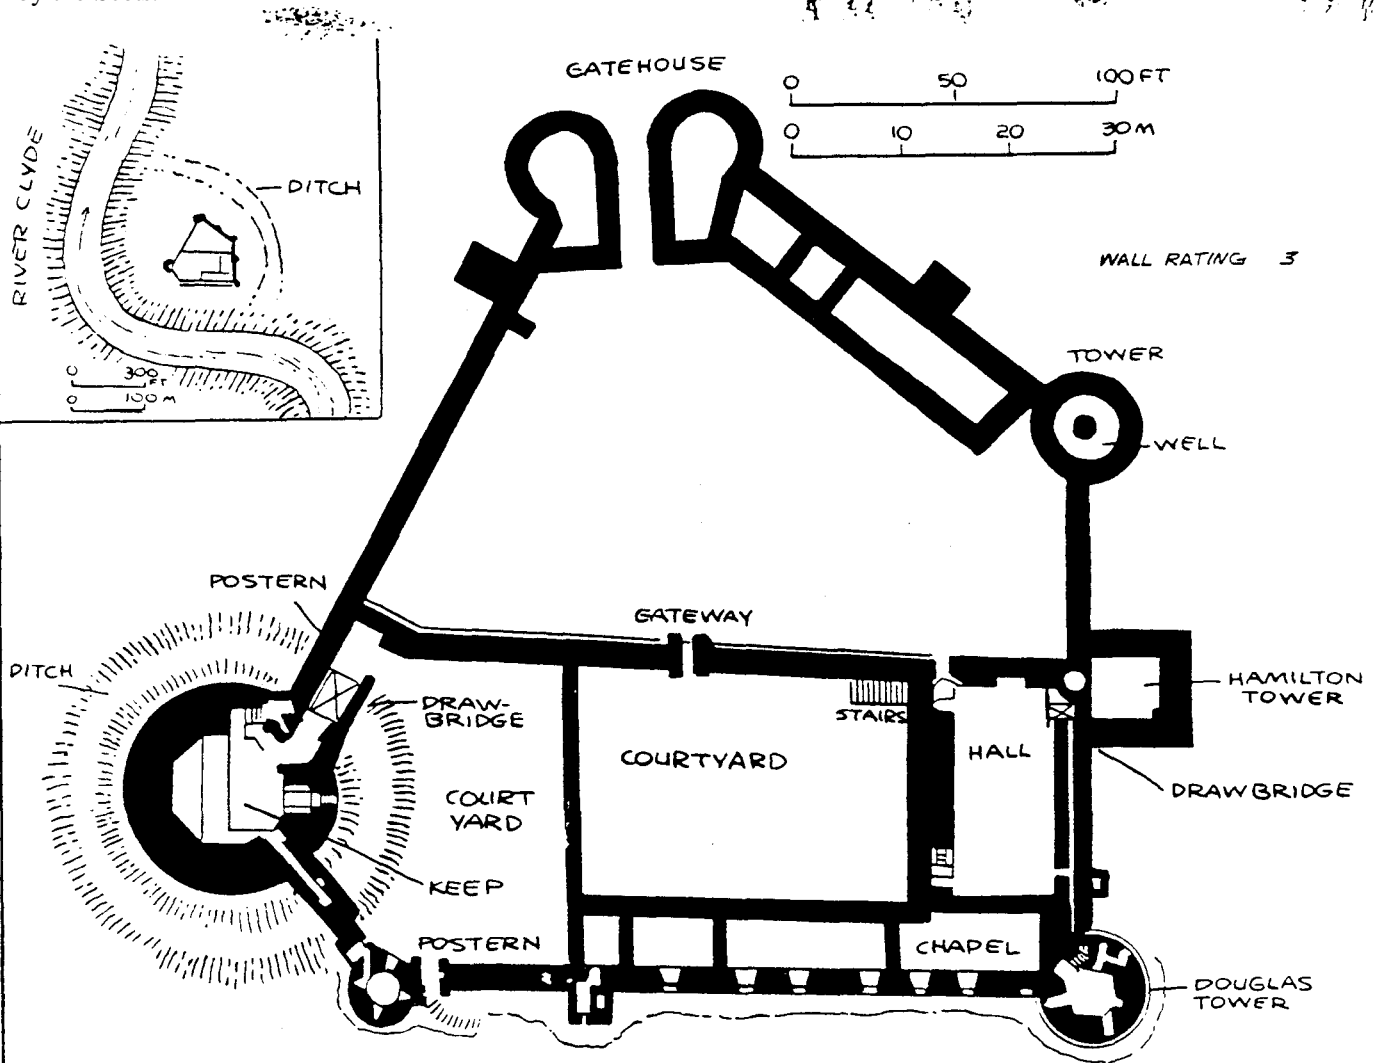 GATEHOUSE
0 50 100 FT
0 10 20 30 M
RIVER CLYDE
DITCH
WALL RATING 3
0 300 FT
0 100 M
TOWER
WELL
POSTERN
GATEWAY
DITCH
DRAW-
BRIDGE
STAIRS
HAMILTON
TOWER
COURTYARD
HALL
DRAWBRIDGE
COURT
YARD
KEEP
POSTERN
CHAPEL
DOUGLAS
TOWER